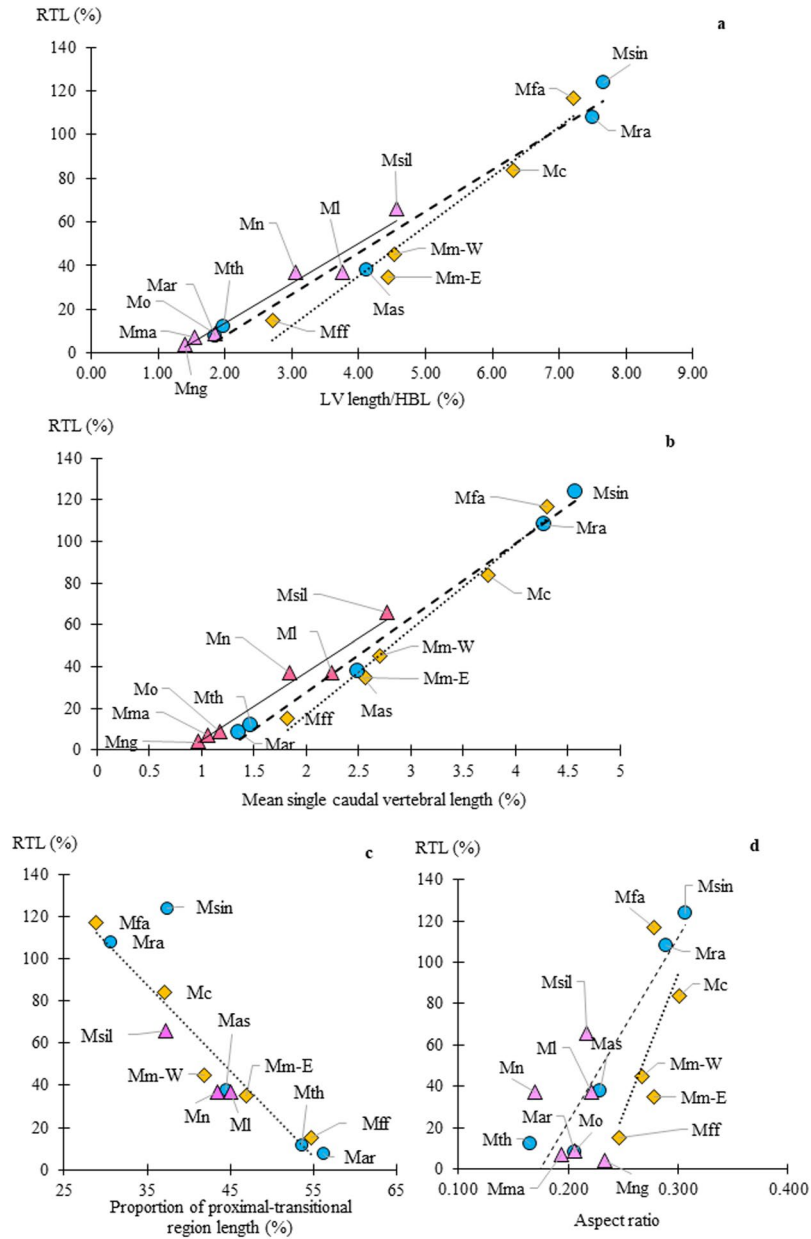 RTL (%)
a
140
120
100
80
60
40
20
0
Msin
Mfa
Mra
Msil
Mc
Mn
Ml
Mm-W
Mar
Mth
Mm-E
Mo
Mas
Mma
Mff
Mng
0.00 1.00 2.00 3.00 4.00 5.00 6.00 7.00 8.00 9.00
LV length/HBL (%)
RTL (%)
b
140
120
100
80
60
40
20
0
Mfa
Msin
Mra
Mc
Msil
Mn
Ml
Mm-W
Mo
Mth
Mm-E
Mma
Mas
Mff
Mng
Mar
0 0.5 1 1.5 2 2.5 3 3.5 4 4.5 5
Mean single caudal vertebral length (%)
RTL (%)
c
140
120
100
80
60
40
20
0
Msin
Mfa
Mra
Mc
Msil
Mas
Mm-W
Mm-E
Mth
Mn
Ml
Mff
Mar
25 35 45 55 65
Proportion of proximal-transitional
region length (%)
RTL (%)
d
140
120
100
80
60
40
20
0
Msin
Mfa
Mra
Msil
Mc
Ml
Mas
Mn
Mm-W
Mar
Mo
Mm-E
Mth
Mff
Mma
Mng
0.100 0.200 0.300 0.400
Aspect ratio